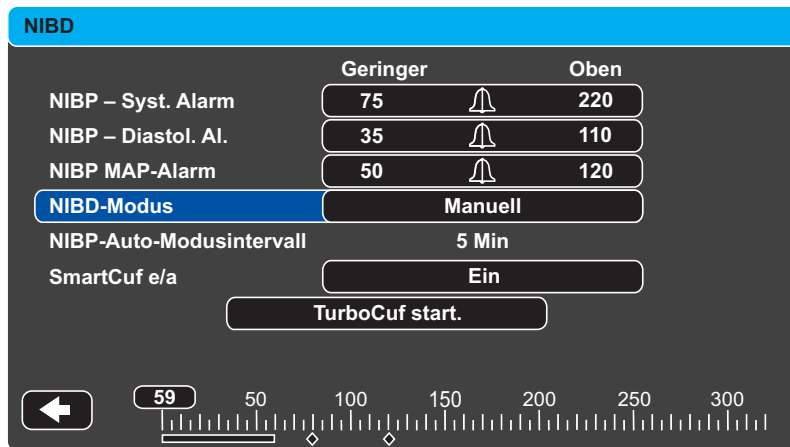 NIBD
Geringer Oben
NIBP – Syst. Alarm 75 220
NIBP – Diastol. Al. 35 110
NIBP MAP-Alarm 50 120
NIBD-Modus Manuell
NIBP-Auto-Modusintervall 5 Min
SmartCuf e/a Ein
TurboCuf start.
59 50 100 150 200 250 300